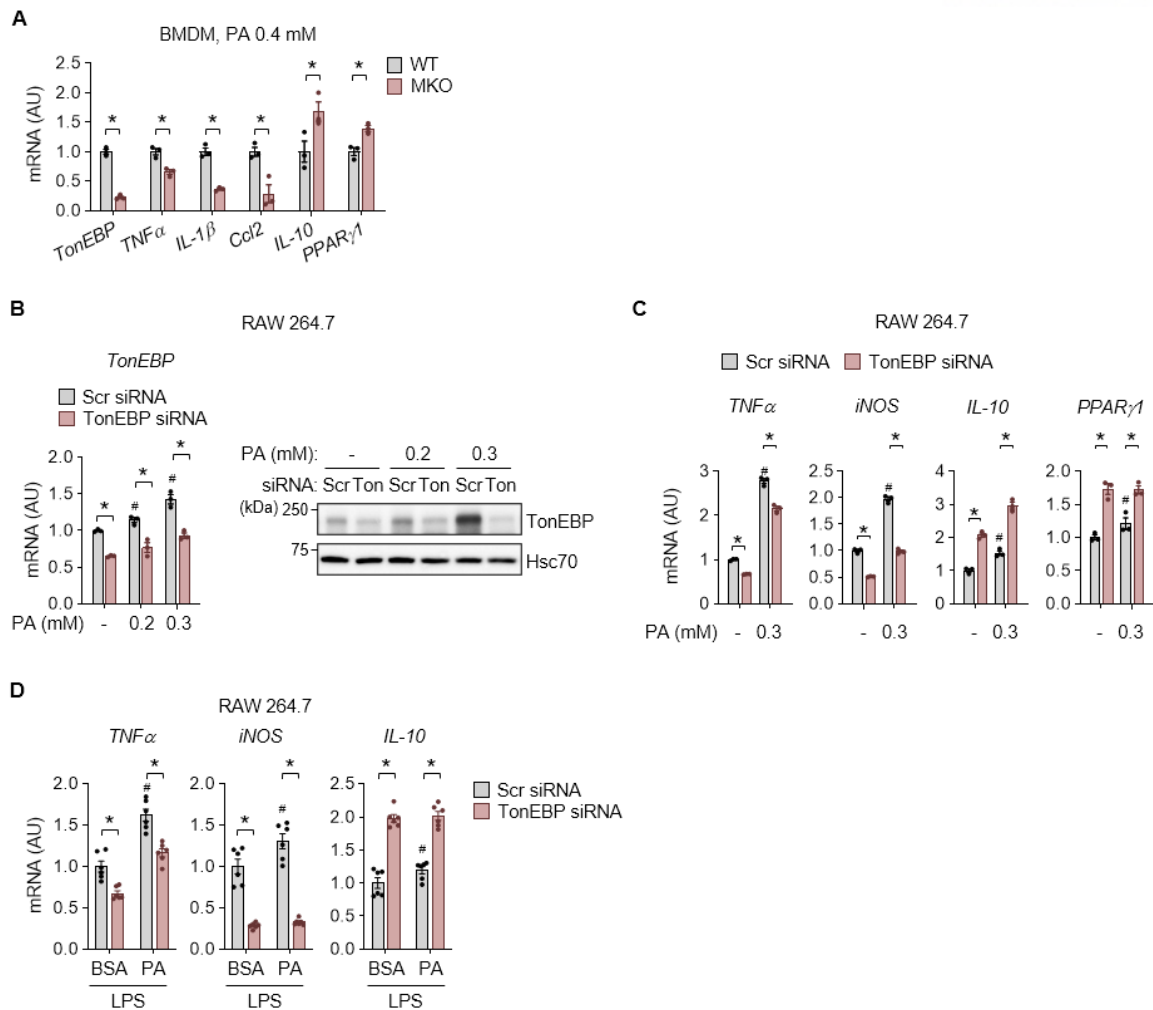 A
BMDM, PA 0.4 mM
WT
MKO
mRNA (AU)
2.5
2.0
1.5
1.0
0.5
0.0
* * * * * *
TonEBP TNFα IL-1β Ccl2 IL-10 PPARγ1
B
RAW 264.7
TonEBP
Scr siRNA
TonEBP siRNA
mRNA (AU)
2.0
1.5
1.0
0.5
0.0
* # * # *
PA (mM) - 0.2 0.3
PA (mM): - 0.2 0.3
siRNA: Scr Ton Scr Ton Scr Ton
(kDa)
250
TonEBP
75
Hsc70
C
RAW 264.7
Scr siRNA TonEBP siRNA
TNFα iNOS IL-10 PPARγ1
mRNA (AU)
3
2
1
0
* # *
2.5
2.0
1.5
1.0
0.5
0.0
* # *
6
4
2
0
* # *
2.0
1.5
1.0
0.5
0.0
* # *
PA (mM) - 0.3 - 0.3 - 0.3 - 0.3
D
RAW 264.7
TNFα iNOS IL-10
Scr siRNA
TonEBP siRNA
mRNA (AU)
2.0
1.5
1.0
0.5
0.0
* # *
2.0
1.5
1.0
0.5
0.0
* # *
2.5
2.0
1.5
1.0
0.5
0.0
* # *
BSA PA BSA PA BSA PA
LPS LPS LPS